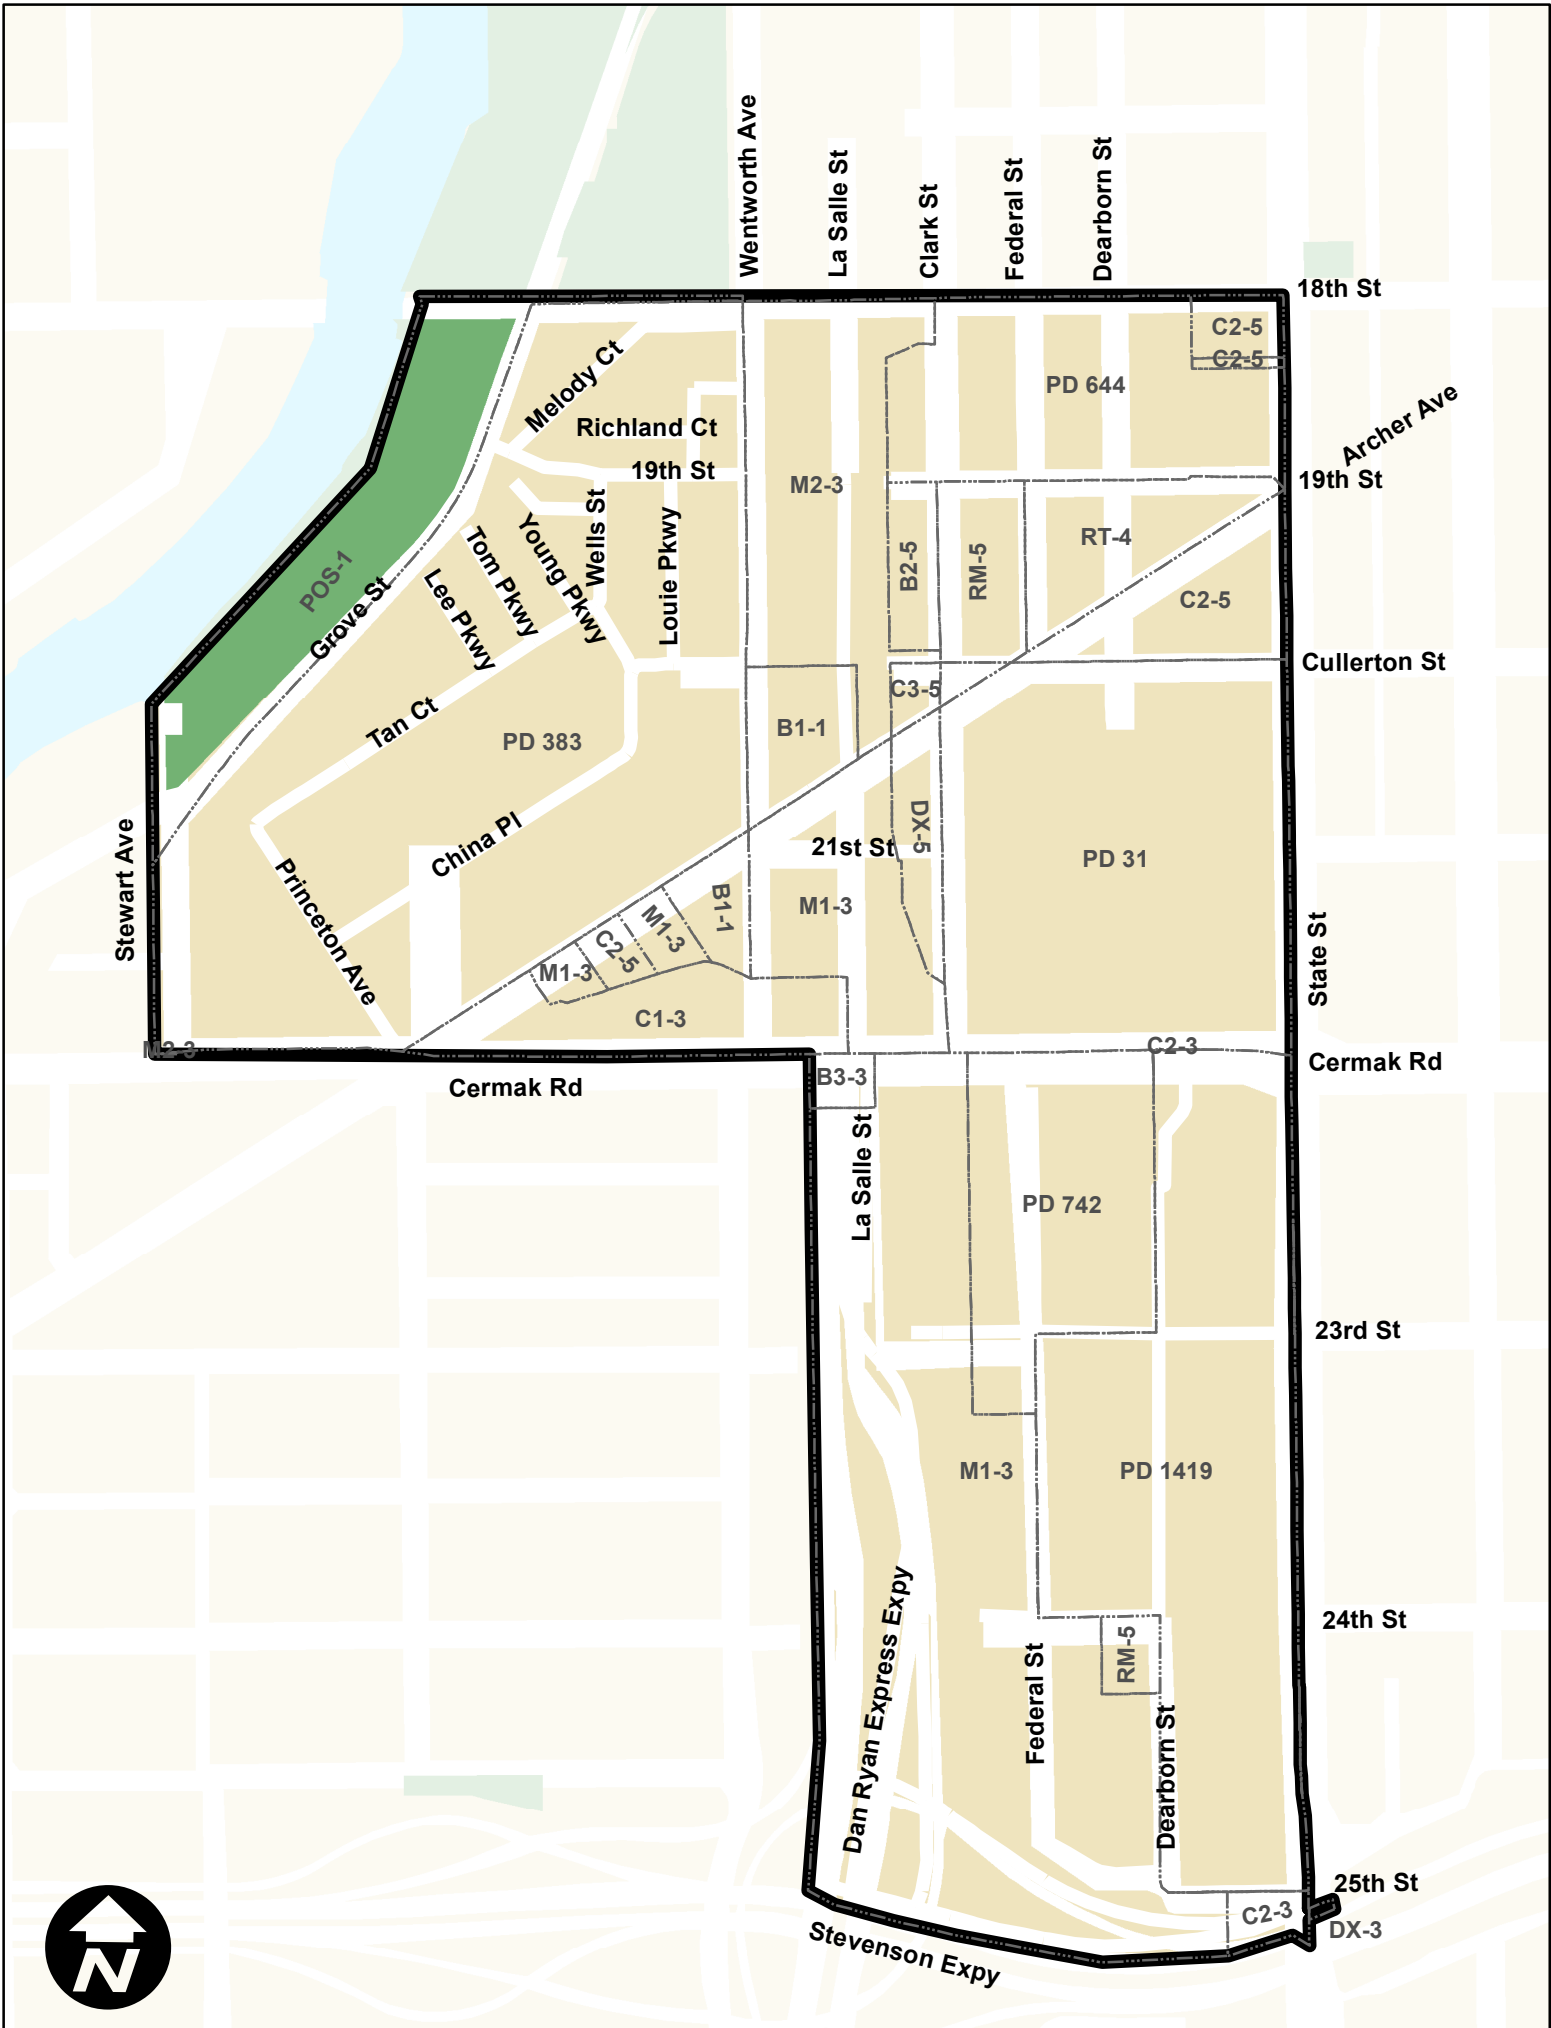 Wentworth Ave
La Salle St
Clark St
Federal St
Dearborn St
18th St
C2-5
C2-5
PD 644
Melody Ct
Richland Ct
19th St
M2-3
Archer Ave
19th St
Wells St
Louie Pkwy
Young Pkwy
Tom Pkwy
Lee Pkwy
B2-5
RM-5
RT-4
C2-5
POS-1
Grove St
Cullerton St
C3-5
Tan Ct
PD 383
B1-1
DX-5
21st St
PD 31
China Pl
Stewart Ave
Princeton Ave
B1-1
M1-3
M1-3
C2-5
M1-3
C1-3
State St
M2-3
C2-3
Cermak Rd
Cermak Rd
B3-3
La Salle St
PD 742
23rd St
M1-3
PD 1419
24th St
RM-5
Dan Ryan Express Expy
Federal St
Dearborn St
25th St
C2-3
DX-3
Stevenson Expy
N